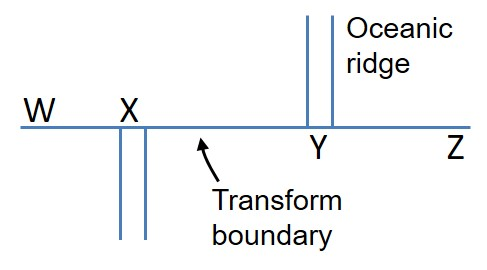 Oceanic
ridge
W
X
Y
Z
Transform
boundary